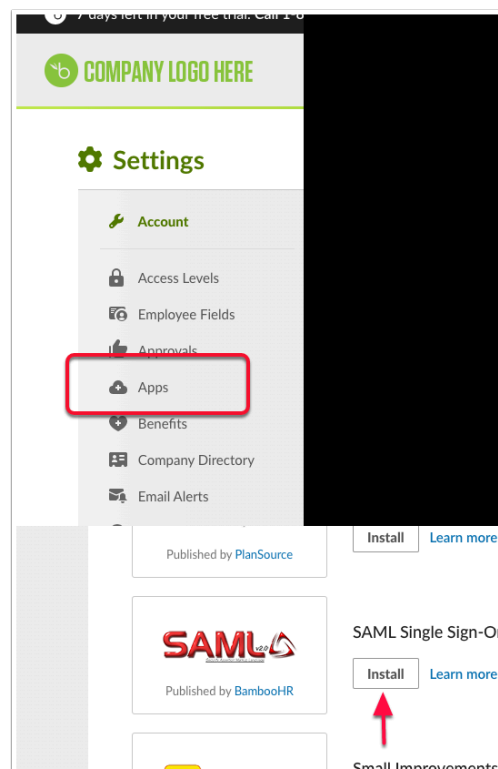 7 days left in your free trial. Call 1-8
COMPANY LOGO HERE
Settings
Account
Access Levels
Employee Fields
Approvals
Apps
Benefits
Company Directory
Email Alerts
Published by PlanSource
Install Learn more
SAML v2.0
SAML Single Sign-On
Install Learn more
Published by BambooHR
Small Improvements